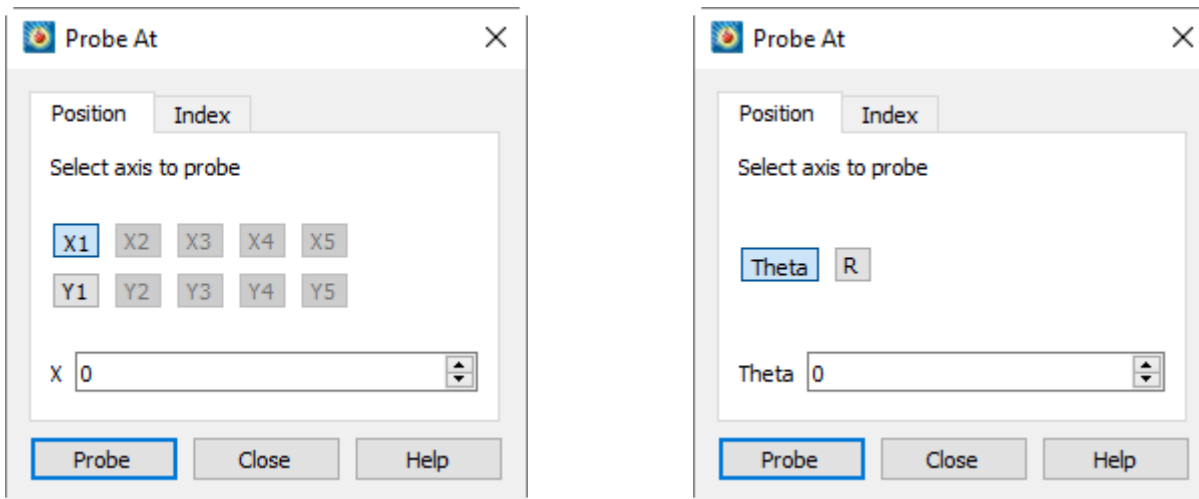 Probe At
Position Index
Select axis to probe
X1 X2 X3 X4 X5
Y1 Y2 Y3 Y4 Y5
X 0
Probe Close Help
Probe At
Position Index
Select axis to probe
Theta R
Theta 0
Probe Close Help